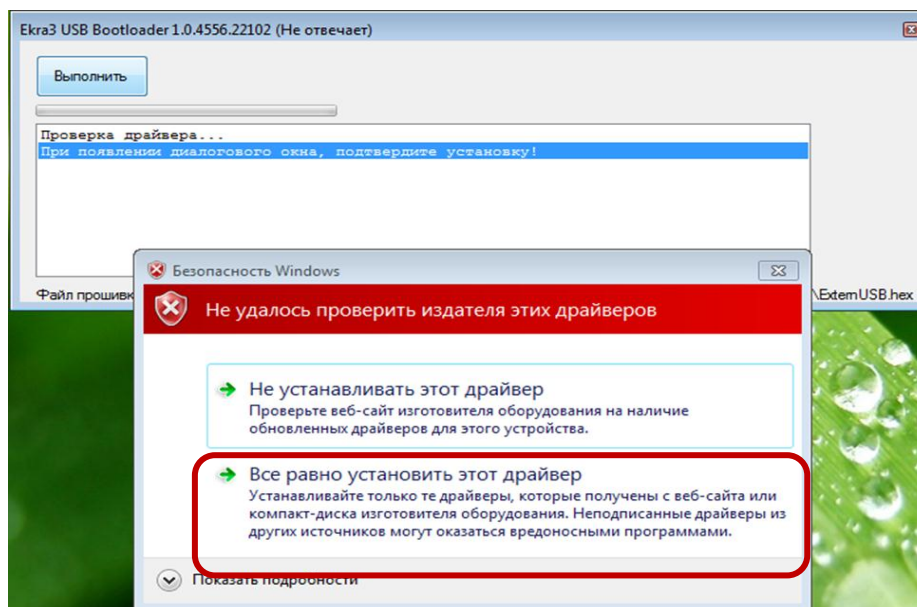 Ekra3 USB Bootloader 1.0.4556.22102 (Не отвечает)
Выполнить
Проверка драйвера...
При появлении диалогового окна, подтвердите установку!
Файл прошивк
\ExternUSB.hex
Безопасность Windows
Не удалось проверить издателя этих драйверов
Не устанавливать этот драйвер
Проверьте веб-сайт изготовителя оборудования на наличие
обновленных драйверов для этого устройства.
Все равно установить этот драйвер
Устанавливайте только те драйверы, которые получены с веб-сайта или
компакт-диска изготовителя оборудования. Неподписанные драйверы из
других источников могут оказаться вредоносными программами.
Показать подробности